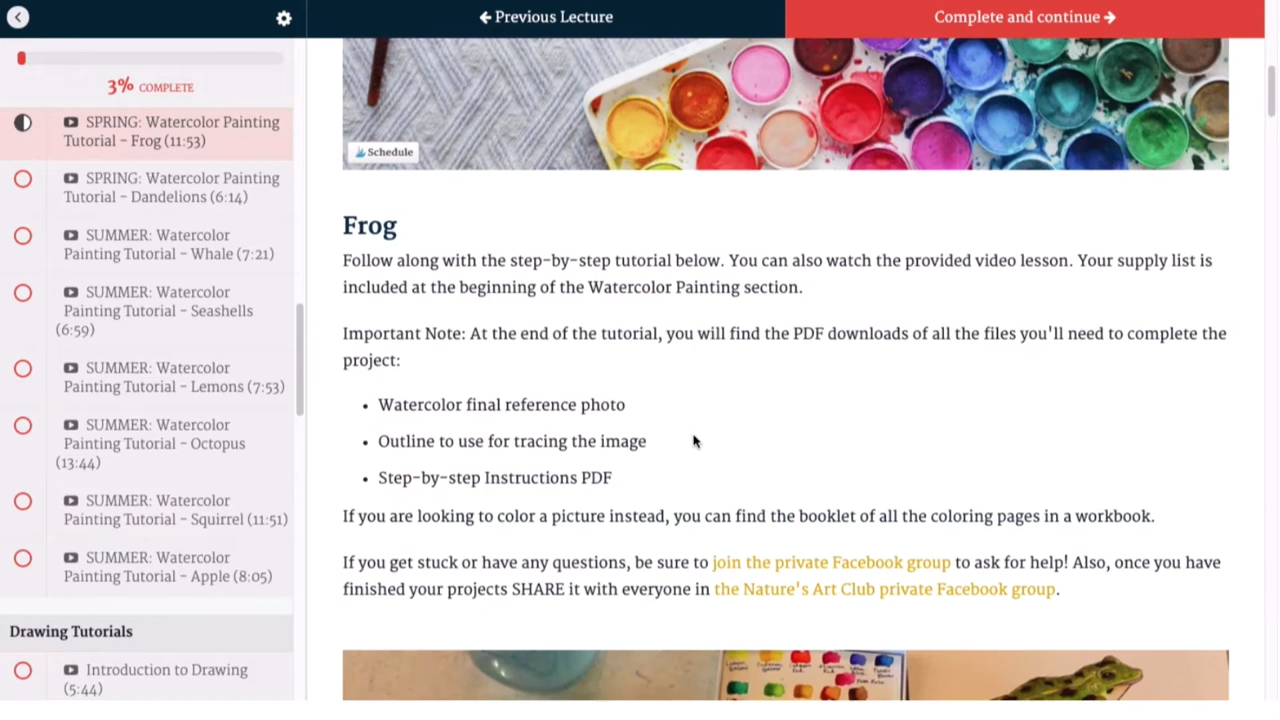 Previous Lecture
Complete and continue
3% COMPLETE
SPRING: Watercolor Painting
Tutorial - Frog (11:53)
SPRING: Watercolor Painting
Tutorial - Dandelions (6:14)
SUMMER: Watercolor
Painting Tutorial - Whale (7:21)
SUMMER: Watercolor
Painting Tutorial - Seashells
(6:59)
SUMMER: Watercolor
Painting Tutorial - Lemons (7:53)
SUMMER: Watercolor
Painting Tutorial - Octopus
(13:44)
SUMMER: Watercolor
Painting Tutorial - Squirrel (11:51)
SUMMER: Watercolor
Painting Tutorial - Apple (8:05)
Drawing Tutorials
Introduction to Drawing
(5:44)
Schedule
Frog
Follow along with the step-by-step tutorial below. You can also watch the provided video lesson. Your supply list is
included at the beginning of the Watercolor Painting section.
Important Note: At the end of the tutorial, you will find the PDF downloads of all the files you'll need to complete the
project:
• Watercolor final reference photo
• Outline to use for tracing the image
• Step-by-step Instructions PDF
If you are looking to color a picture instead, you can find the booklet of all the coloring pages in a workbook.
If you get stuck or have any questions, be sure to join the private Facebook group to ask for help! Also, once you have
finished your projects SHARE it with everyone in the Nature's Art Club private Facebook group.